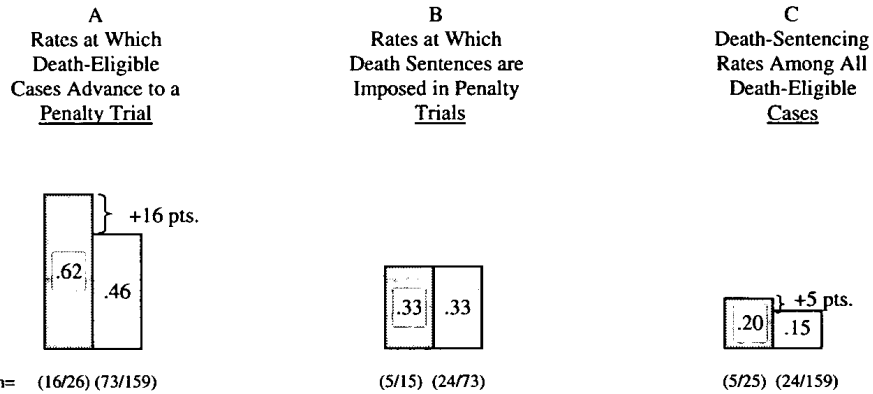 A
Rates at Which
Death-Eligible
Cases Advance to a
Penalty Trial
B
Rates at Which
Death Sentences are
Imposed in Penalty
Trials
C
Death-Sentencing
Rates Among All
Death-Eligible
Cases
+16 pts.
.62
.46
.33 .33
+5 pts.
.20
.15
n= (16/26) (73/159)
(5/15) (24/73)
(5/25) (24/159)